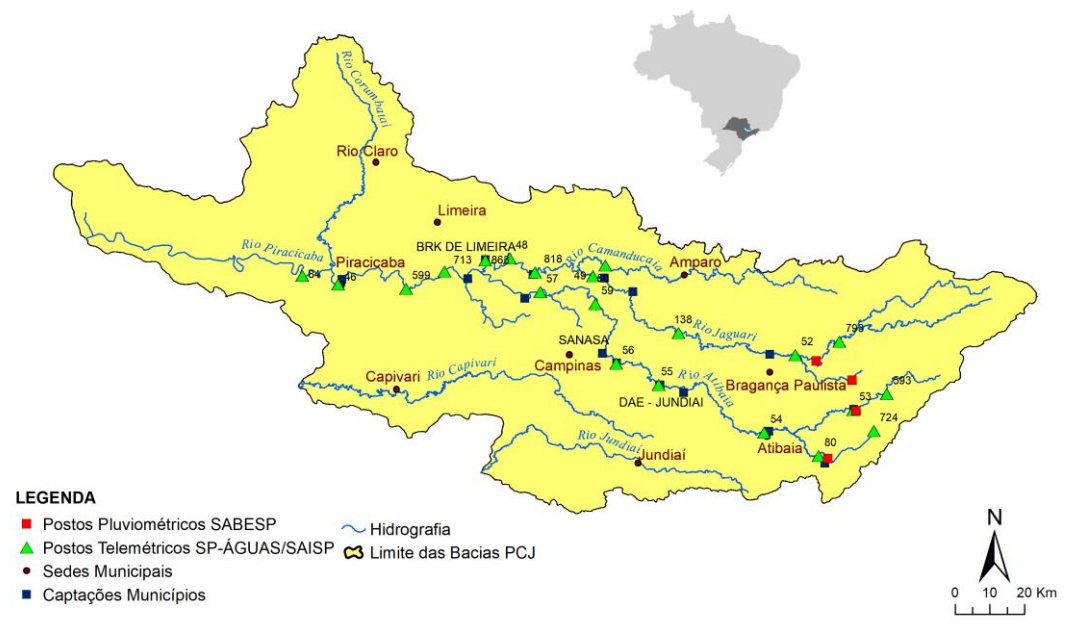 Rio Corumbataí
Rio Claro
Limeira
BRK DE LIMEIRA
48
Rio Camanducaia
Rio Piracicaba
Piracicaba
713
868
818
Amparo
84
46
599
49
57
59
138
Rio Jaguari
798
SANASA
52
Campinas
56
Rio Atibaia
Bragança Paulista
Capivari
Rio Capivari
55
593
DAE - JUNDIAI
53
54
724
Rio Jundiaí
Atibaia
80
Jundiaí
LEGENDA
Postos Pluviométricos SABESP
Postos Telemétricos SP-ÁGUAS/SAISP
Sedes Municipais
Captações Municípios
Hidrografia
Limite das Bacias PCJ
N
0 10 20 Km